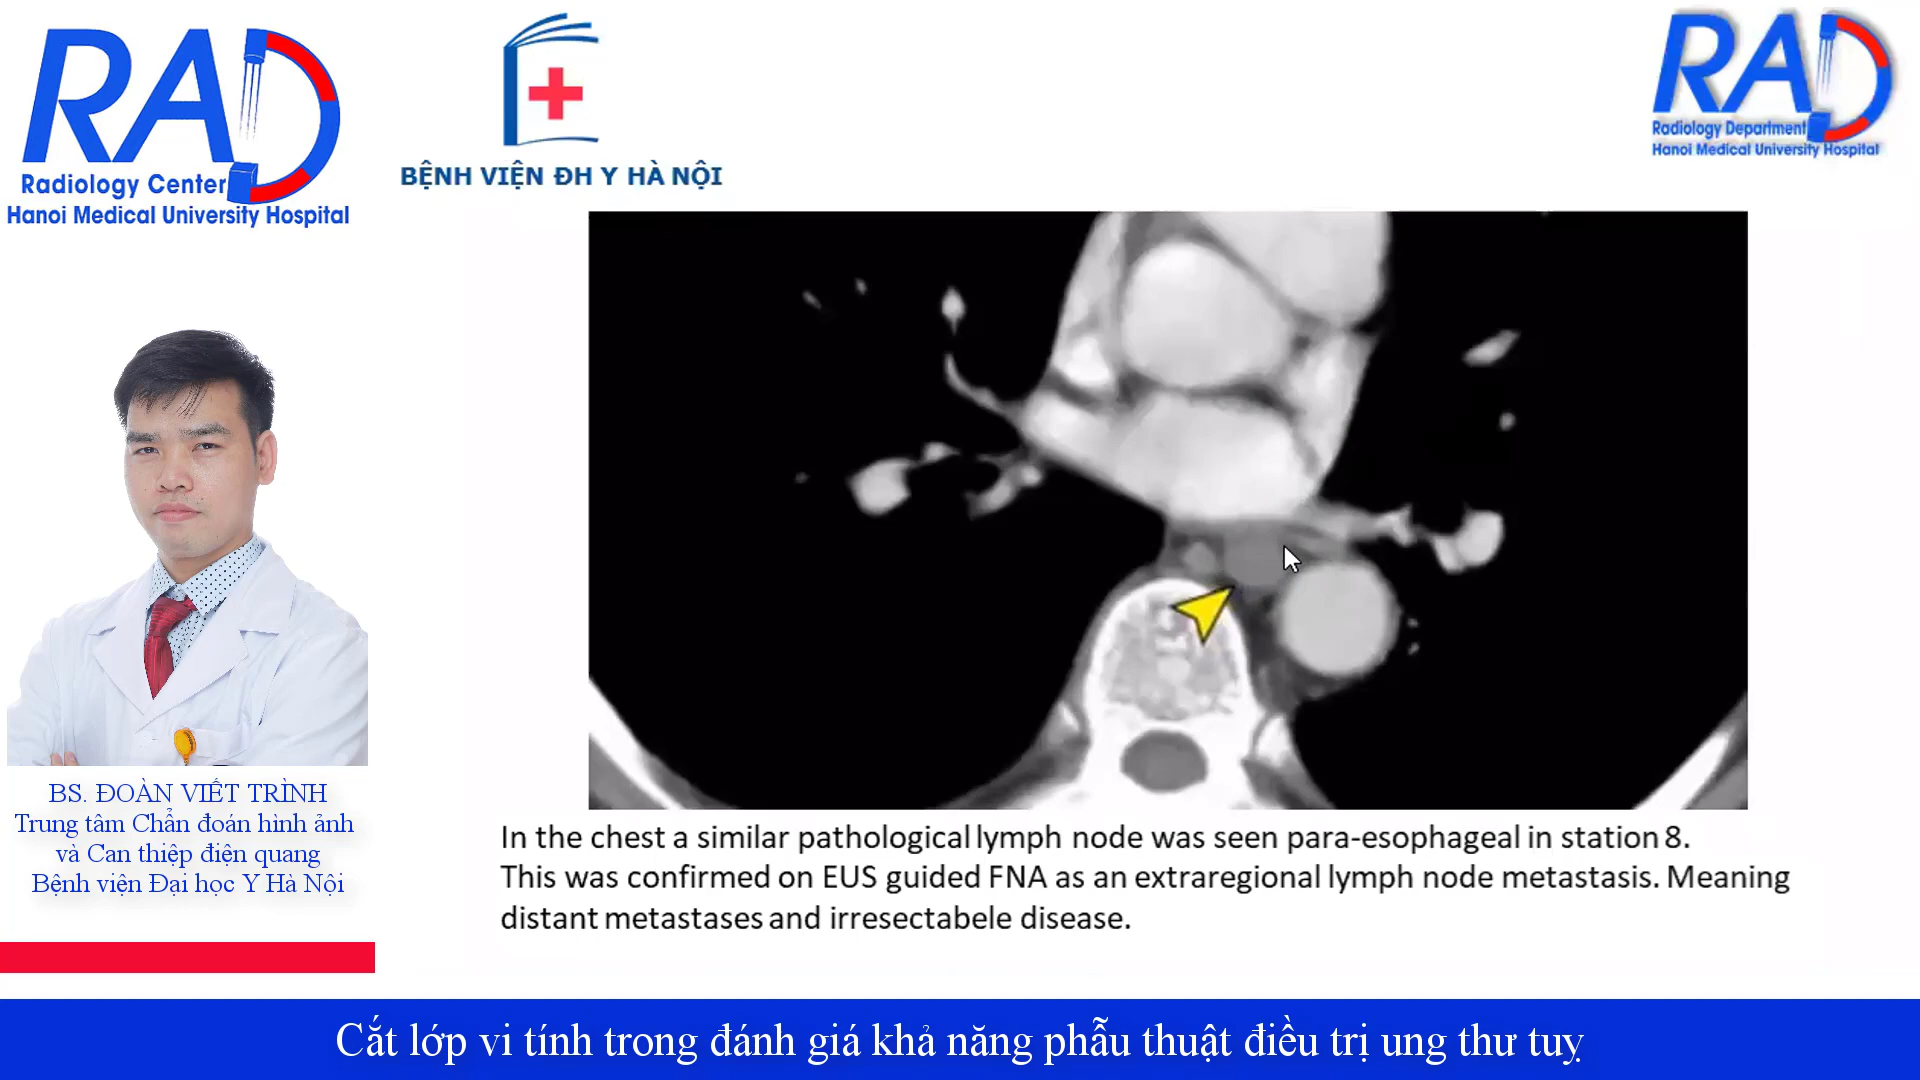 RAD
Radiology Center
Hanoi Medical University Hospital
BỆNH VIỆN ĐH Y HÀ NỘI
RAD
Radiology Department
Hanoi Medical University Hospital
BS. ĐOÀN VIẾT TRÌNH
Trung tâm Chẩn đoán hình ảnh
và Can thiệp điện quang
Bệnh viện Đại học Y Hà Nội
In the chest a similar pathological lymph node was seen para-esophageal in station 8.
This was confirmed on EUS guided FNA as an extraregional lymph node metastasis. Meaning
distant metastases and irresectabele disease.
Cắt lớp vi tính trong đánh giá khả năng phẫu thuật điều trị ung thư tuỵ